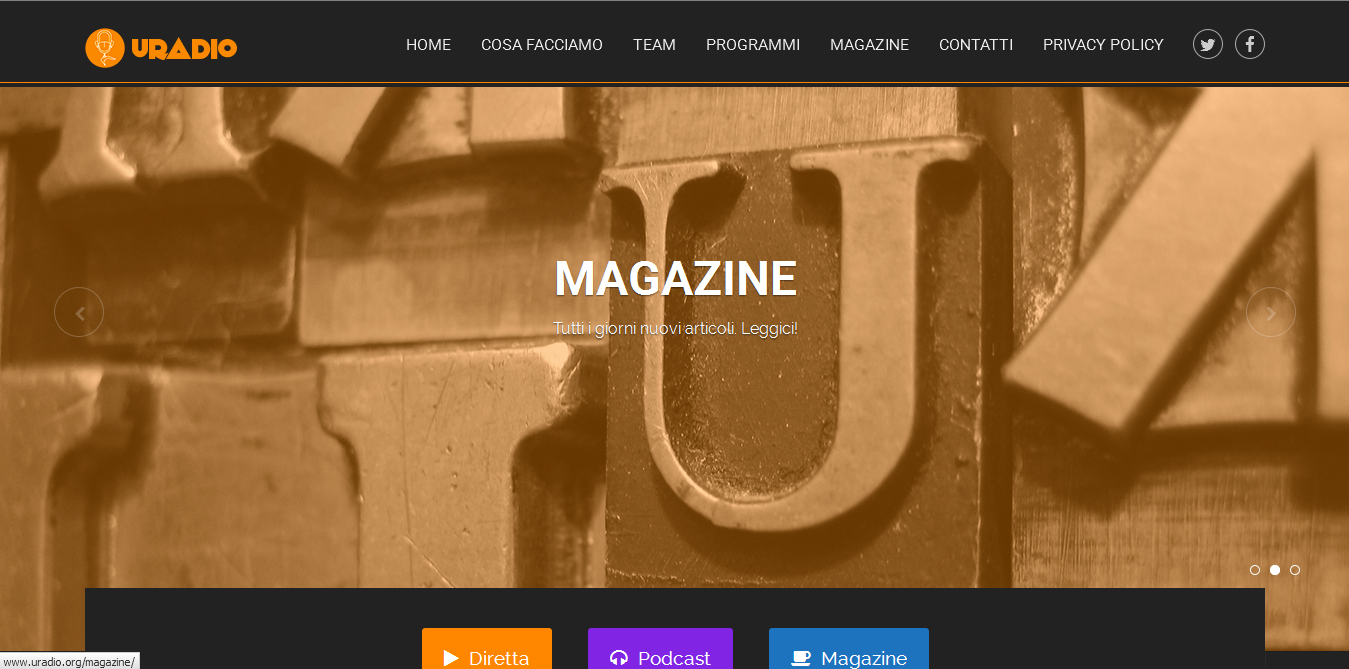 URADIO
HOME COSA FACCIAMO TEAM PROGRAMMI MAGAZINE CONTATTI PRIVACY POLICY
MAGAZINE
Tutti i giorni nuovi articoli. Leggici!
U
Diretta Podcast Magazine
www.uradio.org/magazine/